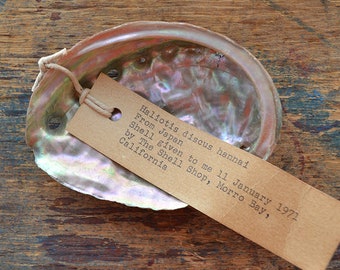 Haliotis discus hannai
From Japan
Shell given to me 11 January 1971
by The Shell Shop, Morro Bay,
California